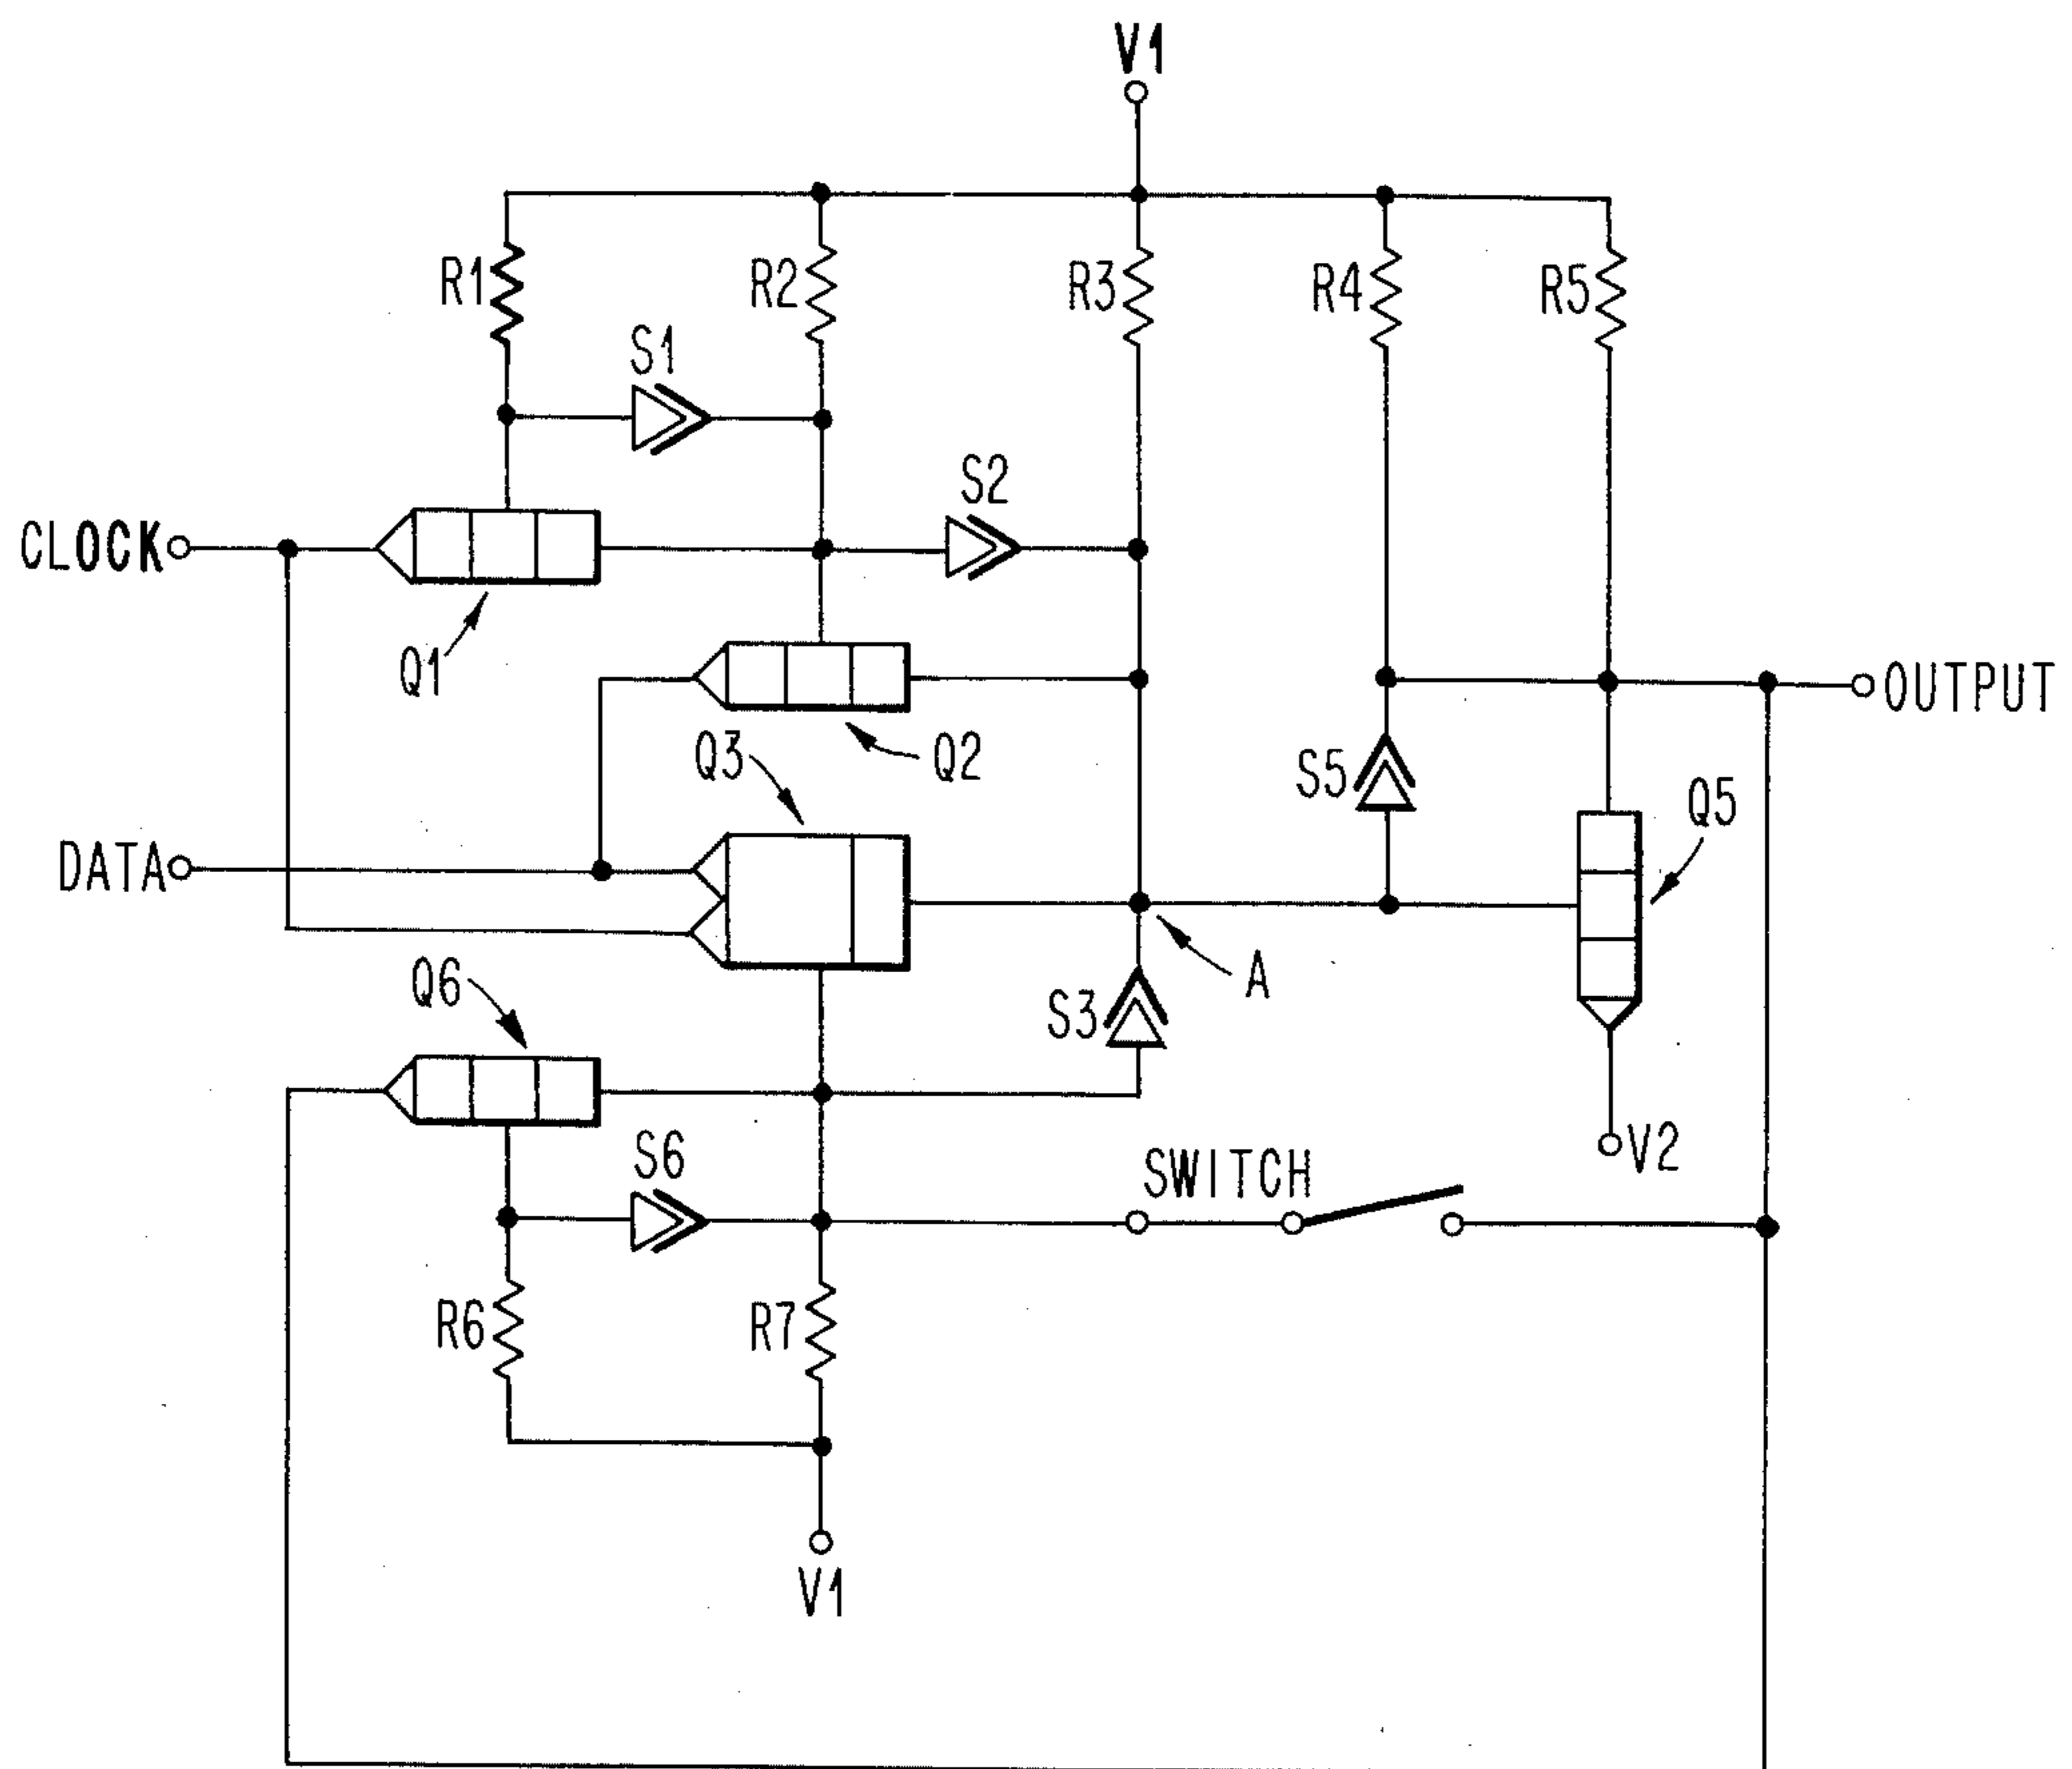 V1
R1
R2
R3
R4
R5
S1
S2
CLOCK
Q1
Q2
Q3
S5
Q5
DATA
A
Q6
S3
V2
S6
SWITCH
R6
R7
OUTPUT
V1